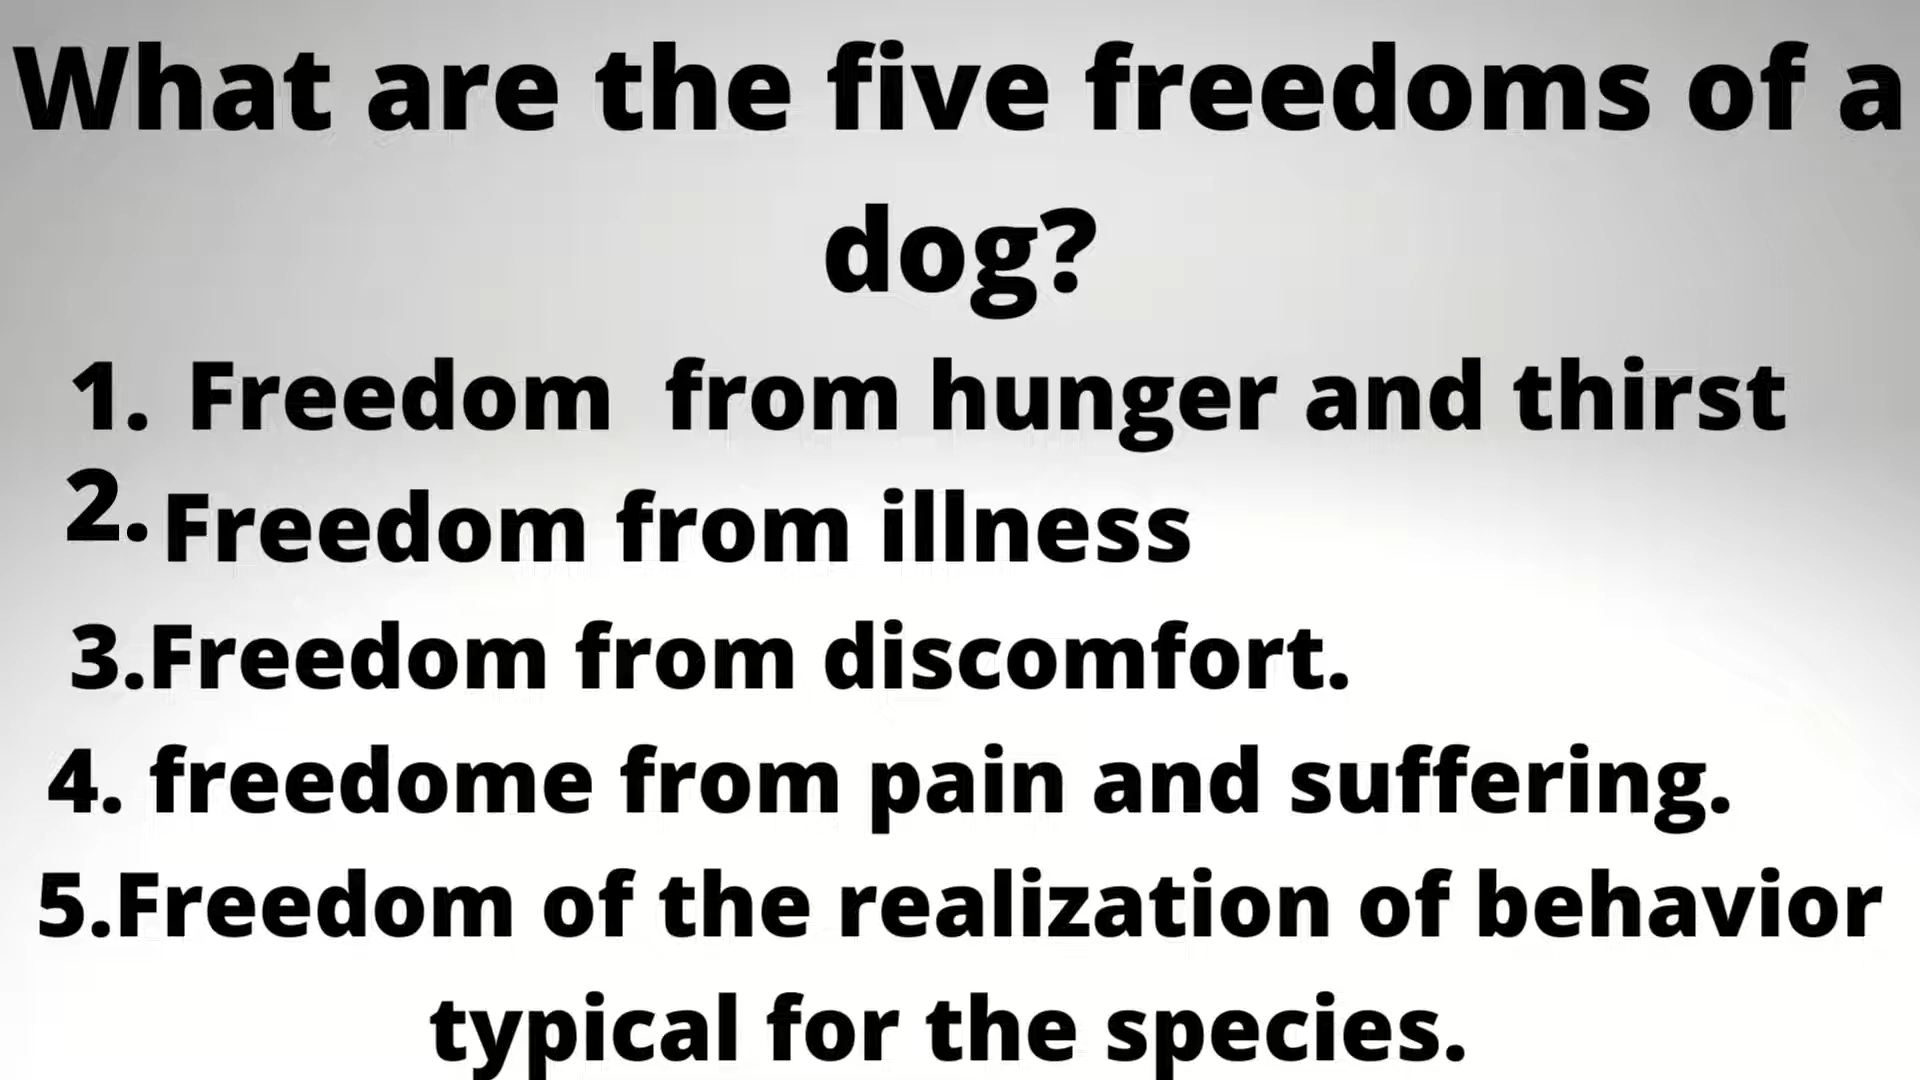 What are the five freedoms of a
dog?
1. Freedom from hunger and thirst
2. Freedom from illness
3.Freedom from discomfort.
4. freedome from pain and suffering.
5.Freedom of the realization of behavior
typical for the species.